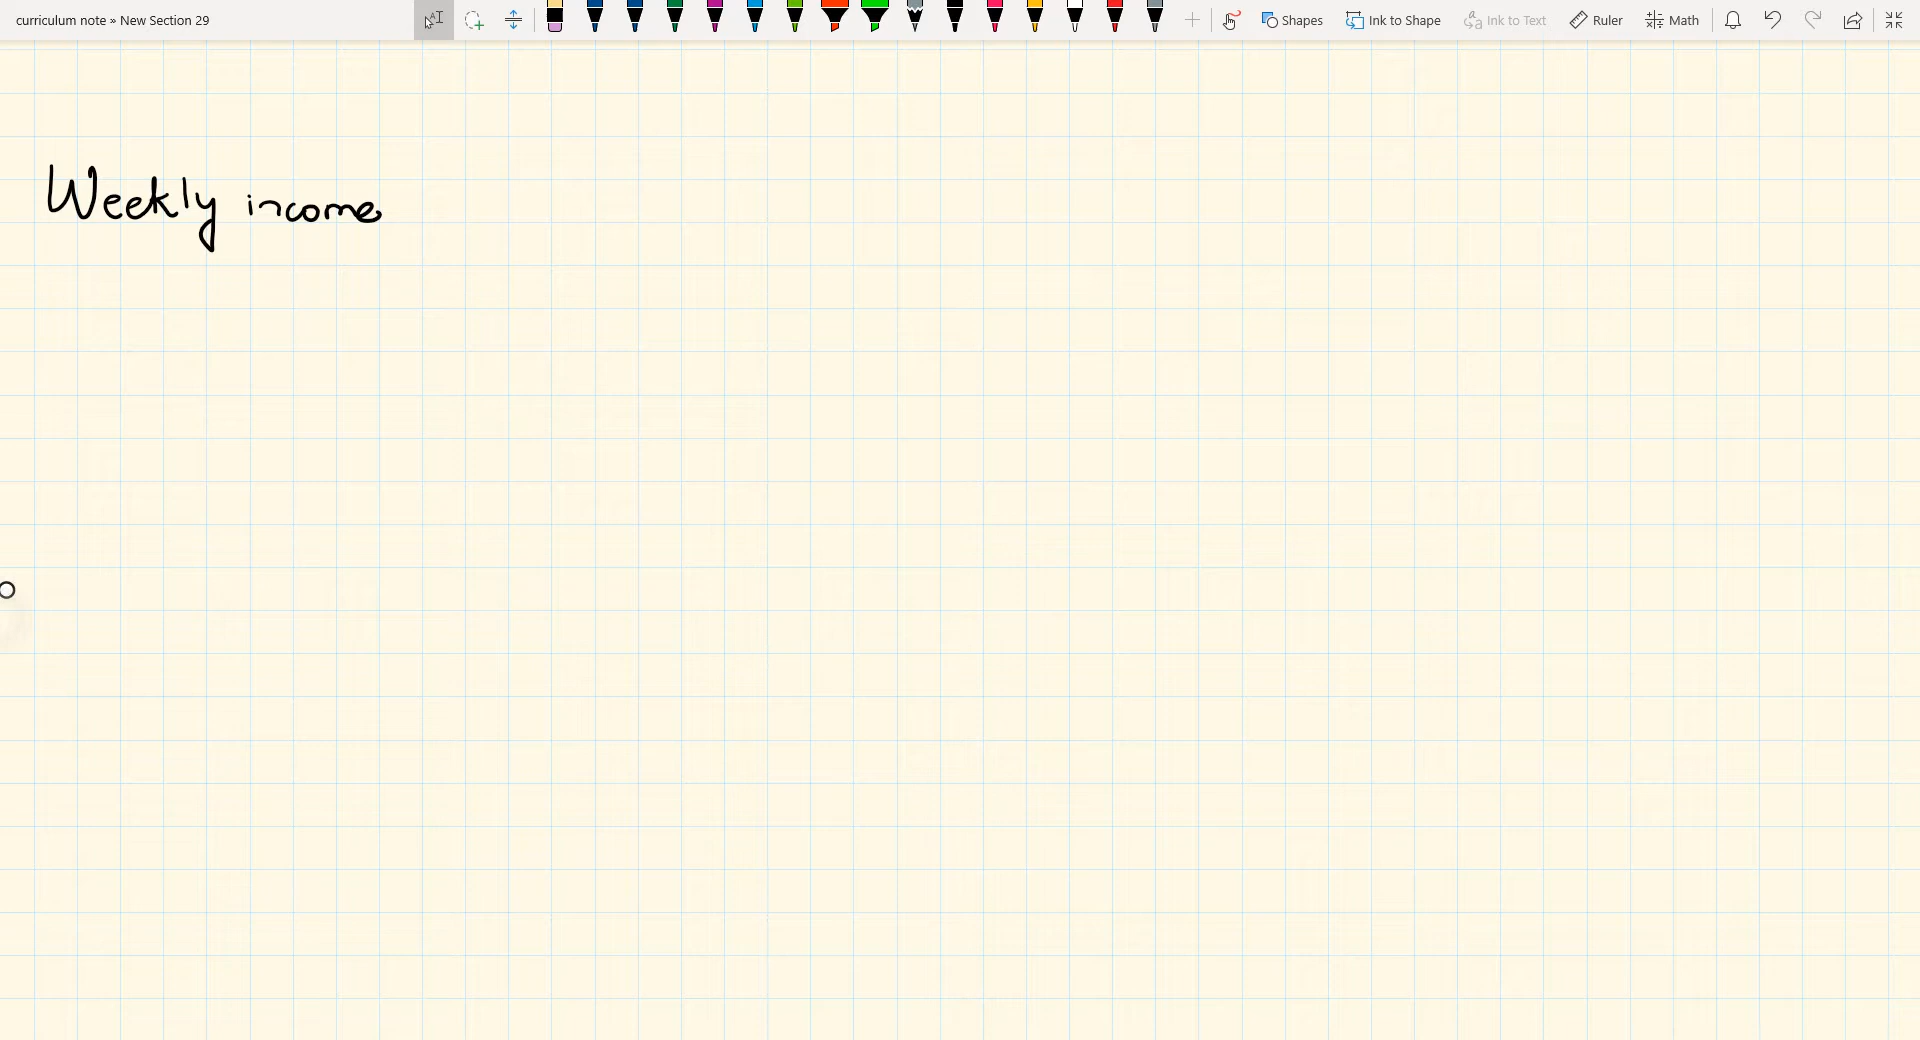 curriculum note » New Section 29 Shapes Ink to Shape Ink to Text Ruler Math
Weekly income